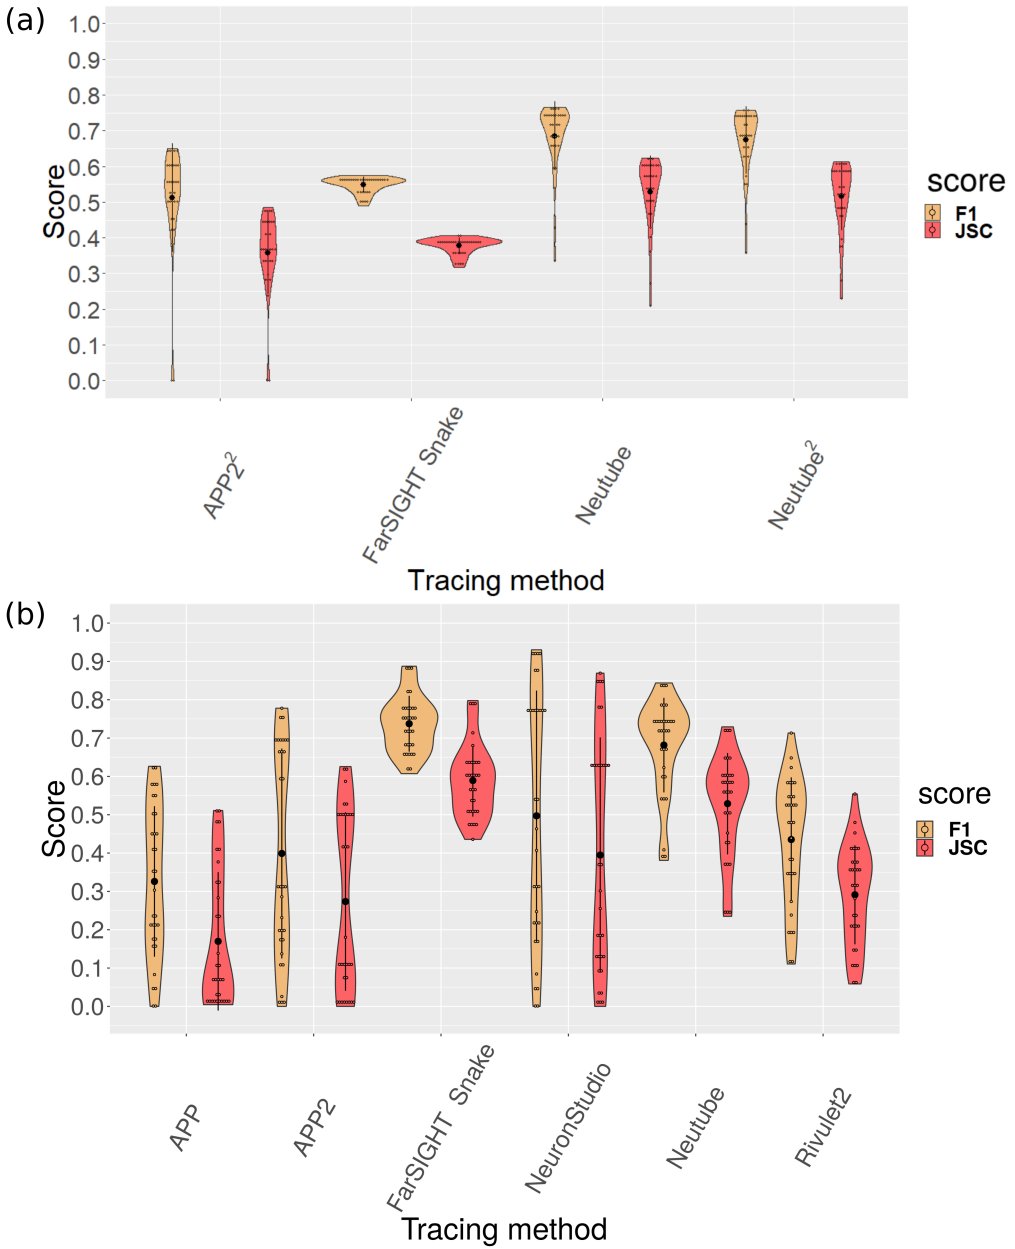 (a)
1.0
0.9
0.8
0.7
0.6
0.5
0.4
0.3
0.2
0.1
0.0
Score
APP2²
FarSIGHT Snake
Neutube
Neutube²
Tracing method
score
F1
JSC
(b)
1.0
0.9
0.8
0.7
0.6
0.5
0.4
0.3
0.2
0.1
0.0
Score
APP
APP2
FarSIGHT Snake
NeuronStudio
Neutube
Rivulet2
Tracing method
score
F1
JSC